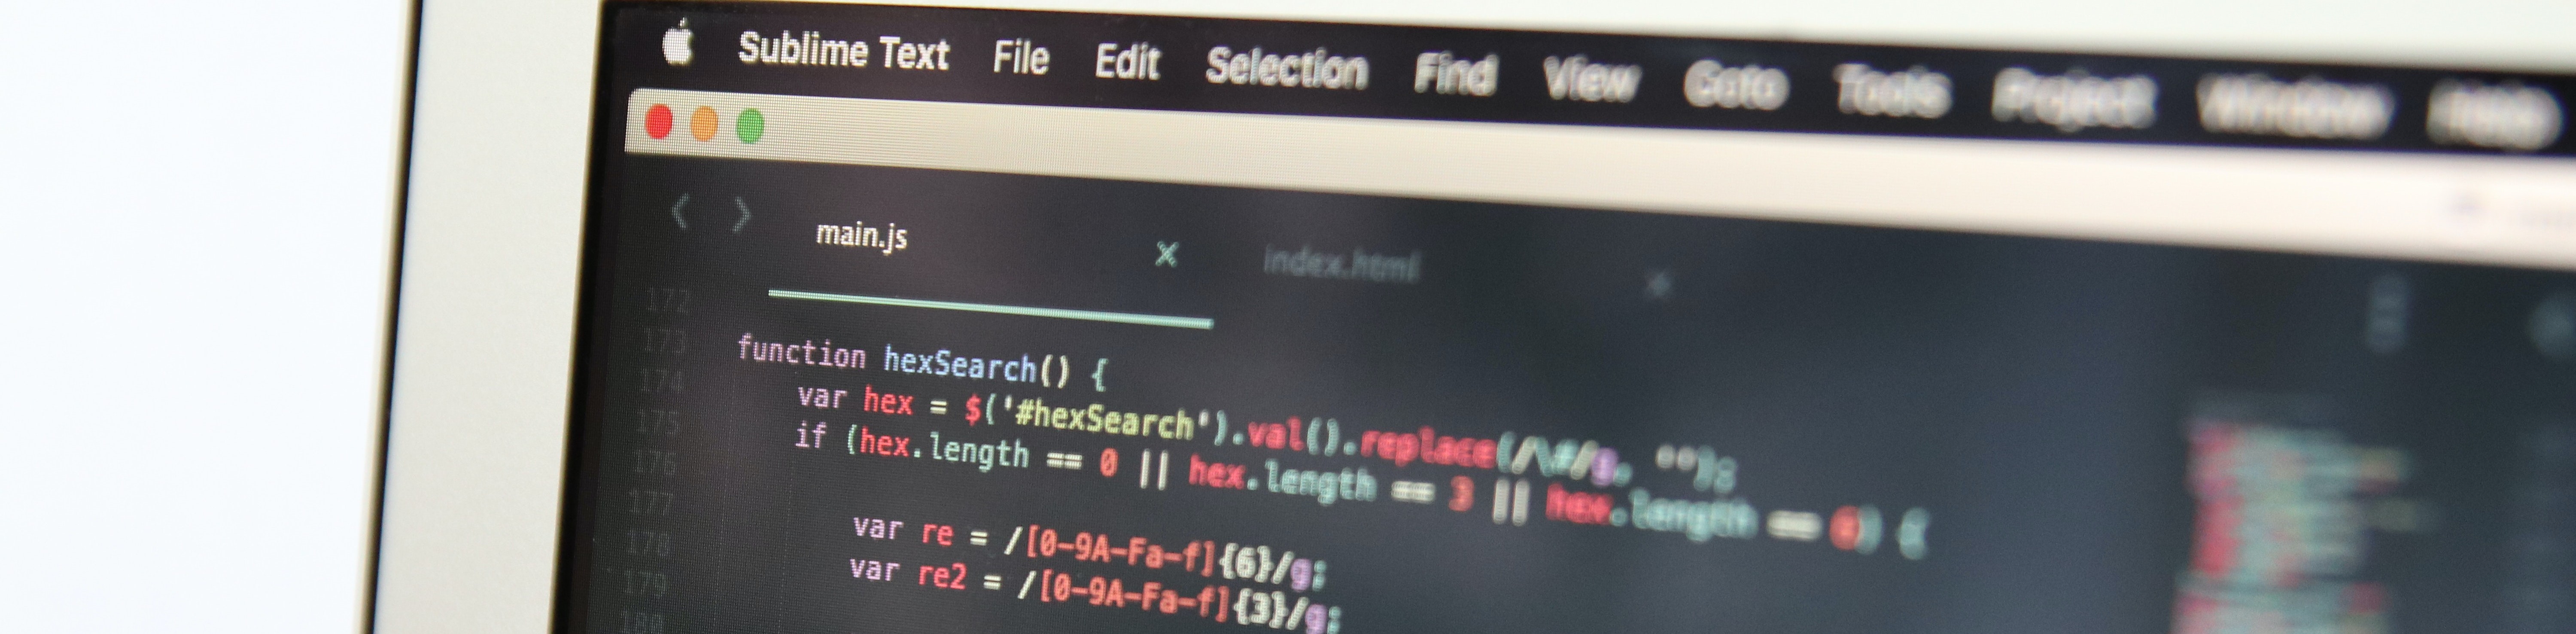 Sublime Text File Edit Selection Find View Goto Tools Project Window Help
main.js index.html
172
173 function hexSearch() {
174 var hex = $('#hexSearch').val().replace(/\#/g, "");
175 if (hex.length == 0 || hex.length == 3 || hex.length == 6) {
176
177 var re = /[0-9A-Fa-f]{6}/g;
178 var re2 = /[0-9A-Fa-f]{3}/g;
179
180